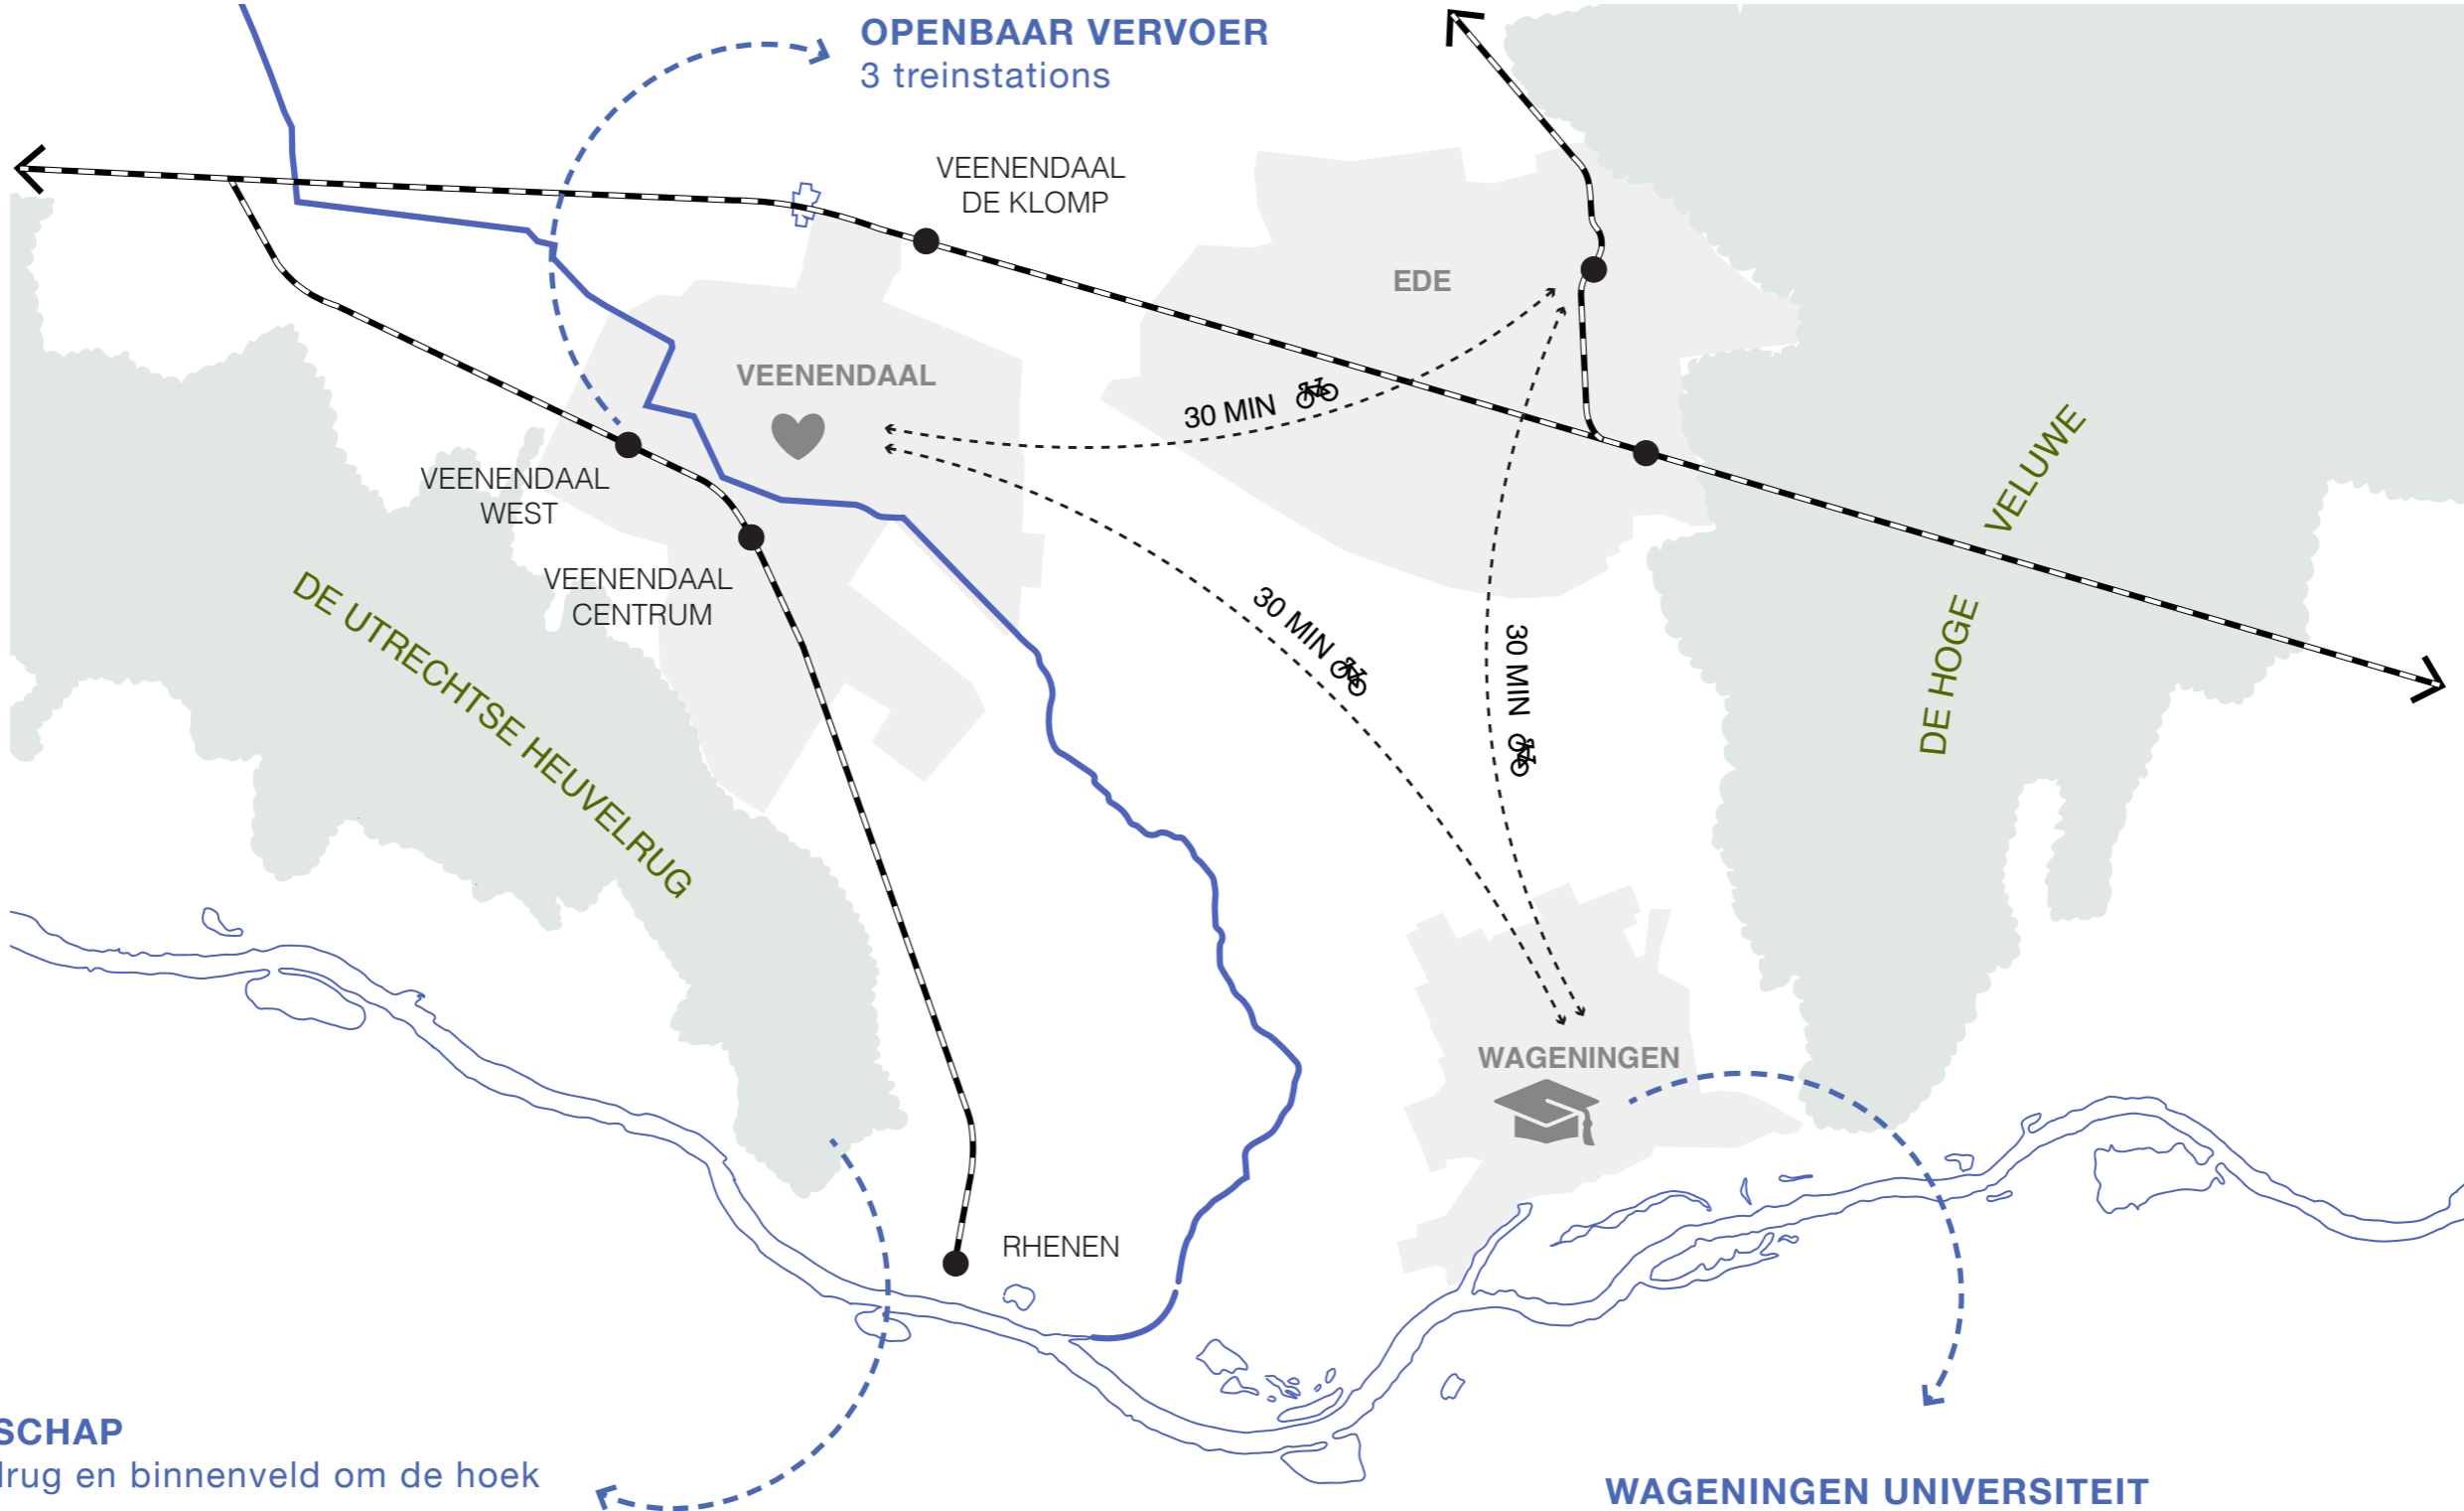 OPENBAAR VERVOER
3 treinstations
VEENENDAAL
DE KLOMP
EDE
VEENENDAAL
30 MIN
VEENENDAAL
WEST
VELUWE
VEENENDAAL
CENTRUM
30 MIN
30 MIN
DE HOGE
DE UTRECHTSE HEUVELRUG
WAGENINGEN
RHENEN
SCHAP
drug en binnenveld om de hoek
WAGENINGEN UNIVERSITEIT